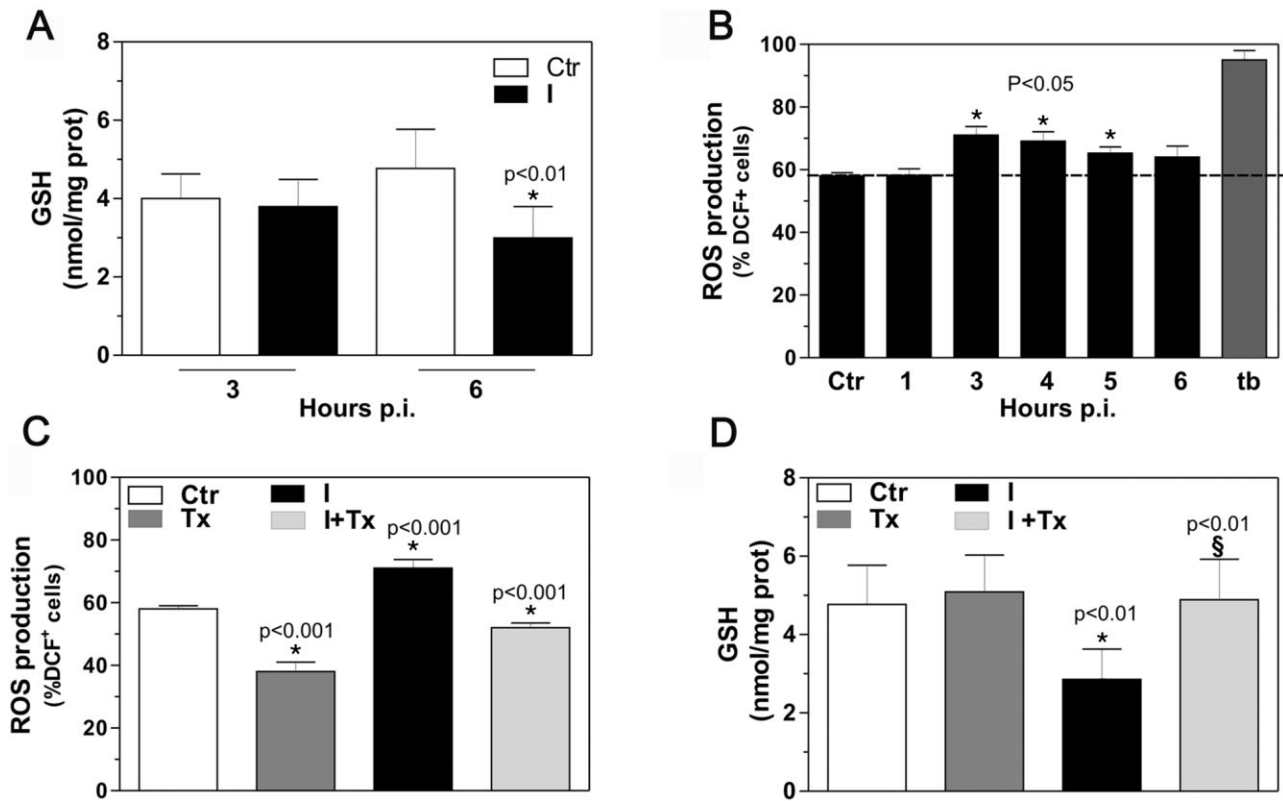 A
8
6
4
2
0
GSH
(nmol/mg prot)
Ctr
I
p<0.01
*
3
6
Hours p.i.
B
100
80
60
40
20
0
ROS production
(% DCF+ cells)
P<0.05
* * *
Ctr 1 3 4 5 6 tb
Hours p.i.
C
100
80
60
40
20
0
ROS production
(%DCF⁺ cells)
Ctr I
Tx I+Tx
p<0.001
*
p<0.001
*
p<0.001
*
D
8
6
4
2
0
GSH
(nmol/mg prot)
Ctr I
Tx I +Tx
p<0.01
*
p<0.01
§